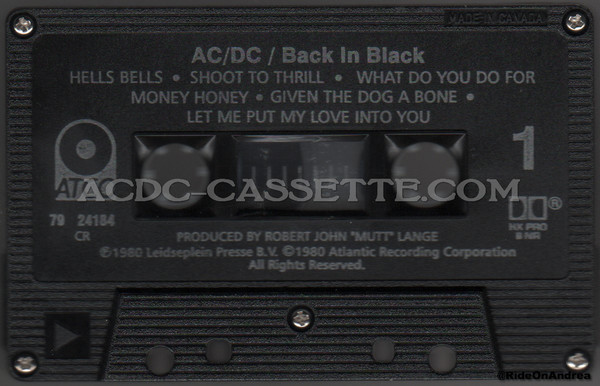 MADE IN CANADA
AC/DC / Back In Black
HELLS BELLS • SHOOT TO THRILL • WHAT DO YOU DO FOR
MONEY HONEY • GIVEN THE DOG A BONE •
LET ME PUT MY LOVE INTO YOU
1
ATCO
ACDC-CASSETTE.COM
79 24184
CR
HX PRO
B NR
PRODUCED BY ROBERT JOHN "MUTT" LANGE
℗1980 Leidseplein Presse B.V. ©1980 Atlantic Recording Corporation
All Rights Reserved.
©RideOnAndrea